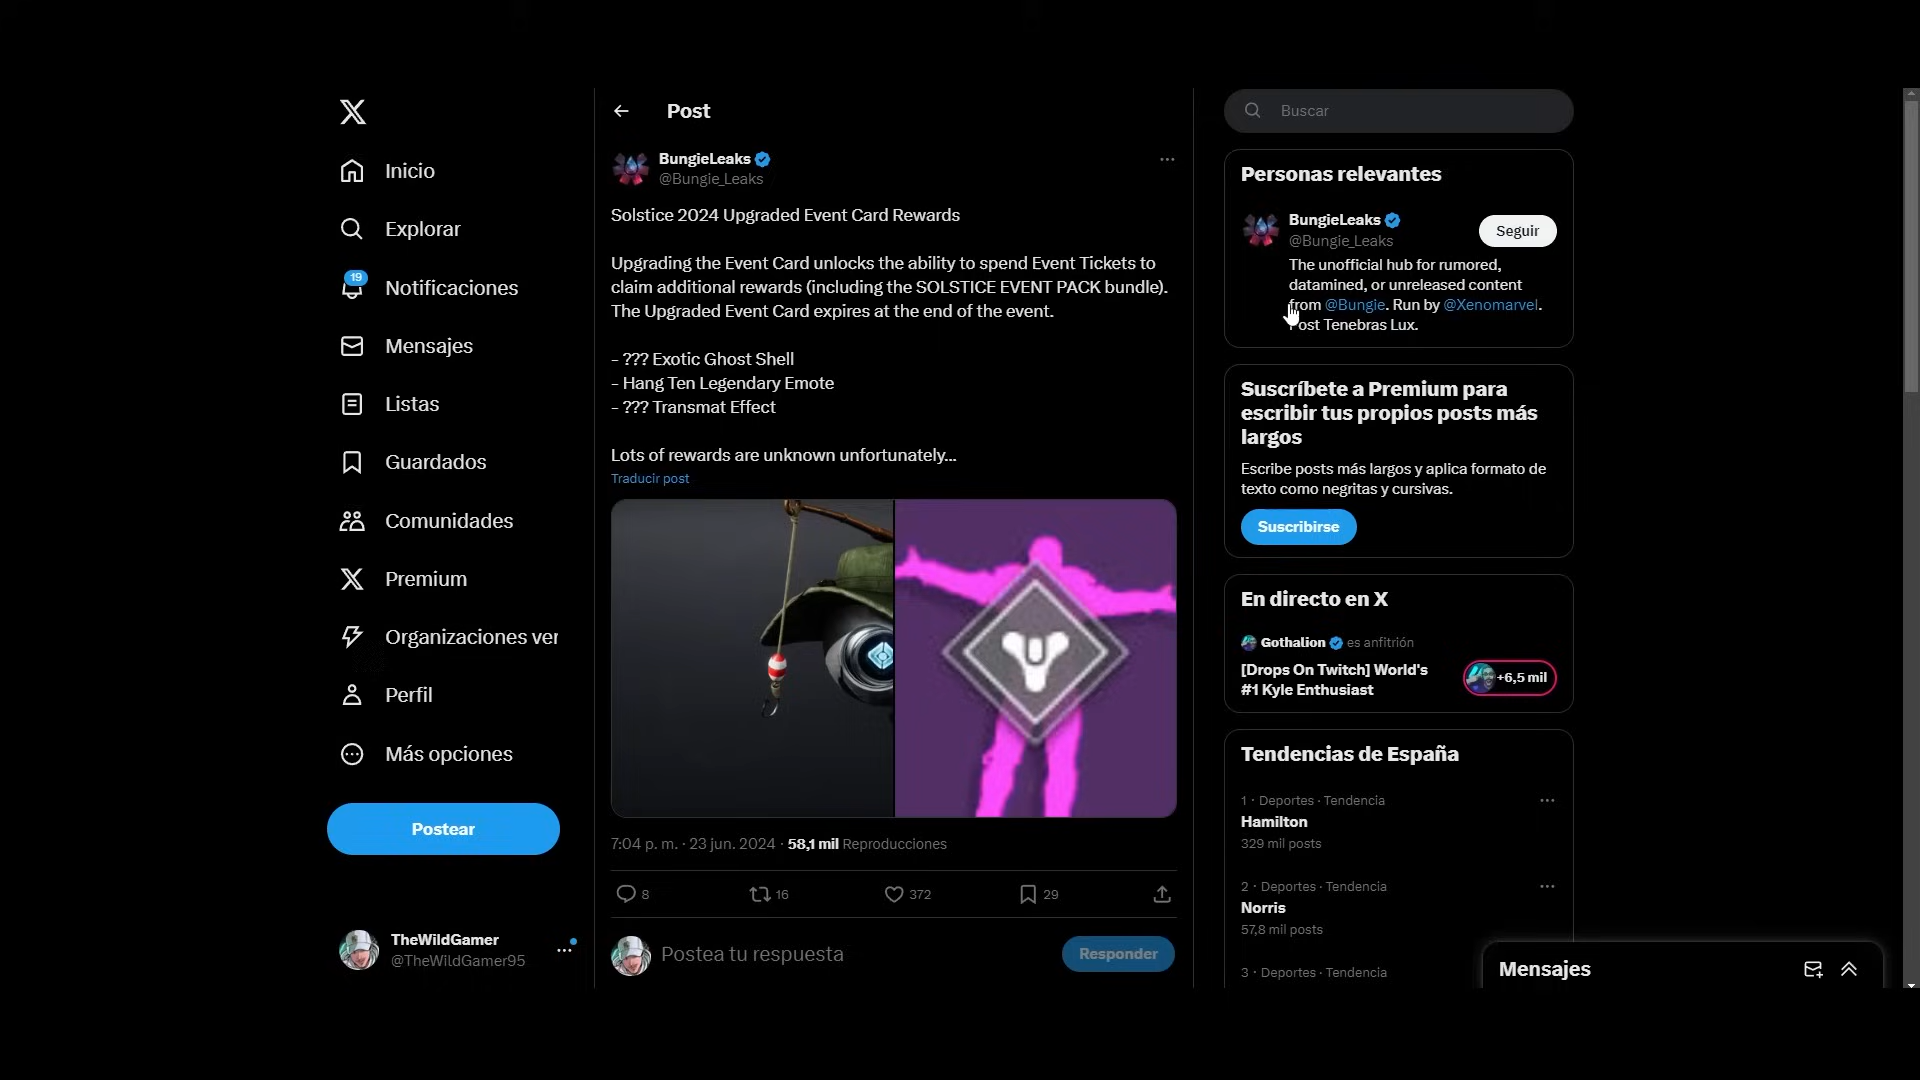 Inicio
Explorar
19
Notificaciones
Mensajes
Listas
Guardados
Comunidades
Premium
Organizaciones ver
Perfil
Más opciones
Postear
TheWildGamer
@TheWildGamer95
Post
BungieLeaks
@Bungie_Leaks
Solstice 2024 Upgraded Event Card Rewards
Upgrading the Event Card unlocks the ability to spend Event Tickets to
claim additional rewards (including the SOLSTICE EVENT PACK bundle).
The Upgraded Event Card expires at the end of the event.
- ??? Exotic Ghost Shell
- Hang Ten Legendary Emote
- ??? Transmat Effect
Lots of rewards are unknown unfortunately...
Traducir post
7:04 p. m. · 23 jun. 2024 · 58,1 mil Reproducciones
8
16
372
29
Postea tu respuesta
Responder
Buscar
Personas relevantes
BungieLeaks
@Bungie_Leaks
Seguir
The unofficial hub for rumored,
datamined, or unreleased content
from @Bungie. Run by @Xenomarvel.
Post Tenebras Lux.
Suscríbete a Premium para
escribir tus propios posts más
largos
Escribe posts más largos y aplica formato de
texto como negritas y cursivas.
Suscribirse
En directo en X
Gothalion es anfitrión
[Drops On Twitch] World's
#1 Kyle Enthusiast
+6,5 mil
Tendencias de España
1 · Deportes · Tendencia
Hamilton
329 mil posts
2 · Deportes · Tendencia
Norris
57,8 mil posts
3 · Deportes · Tendencia
Mensajes